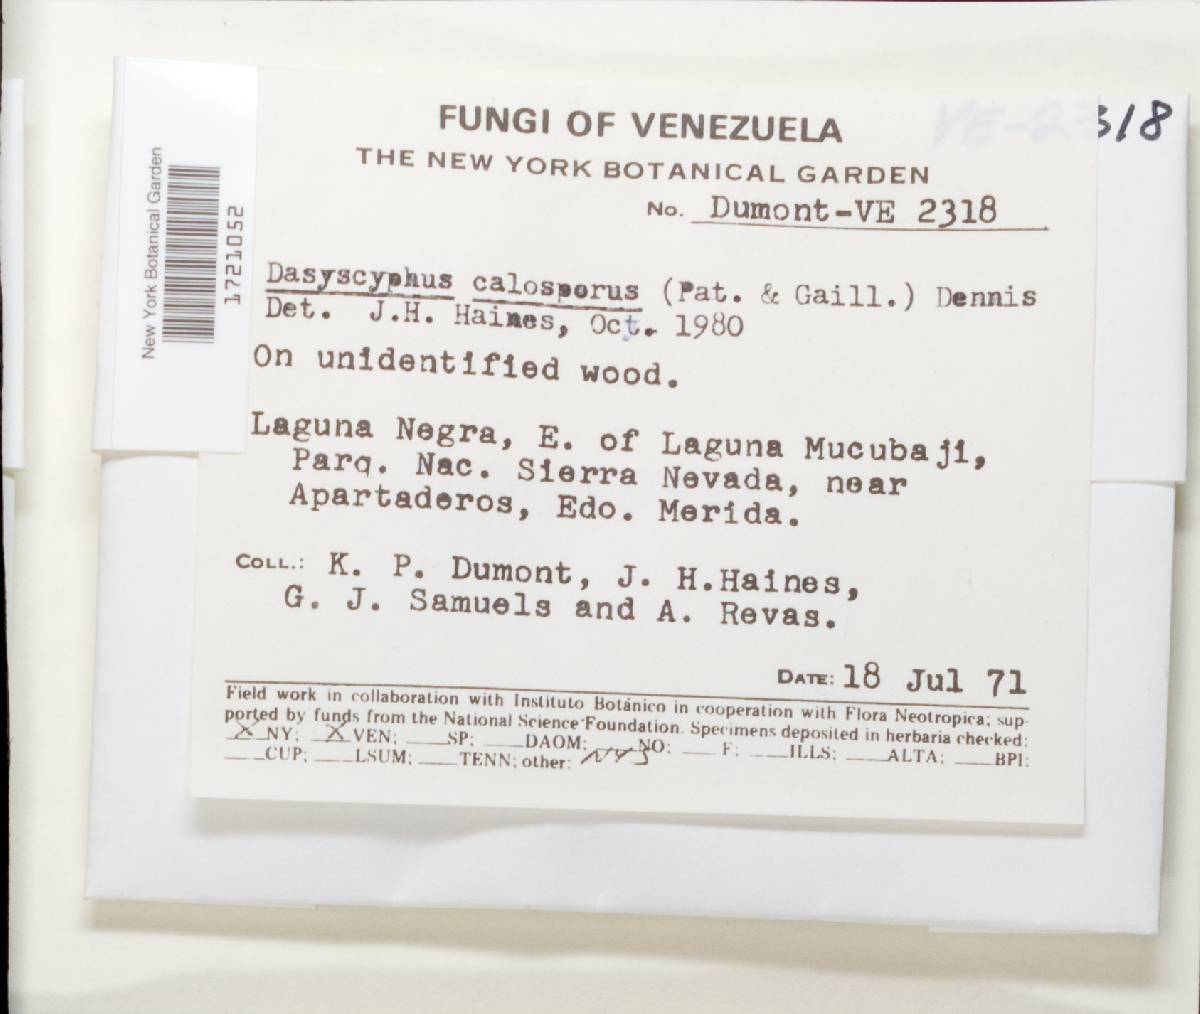 FUNGI OF VENEZUELA
VE-2318
THE NEW YORK BOTANICAL GARDEN
No. Dumont-VE 2318
New York Botanical Garden
1721052
Dasyscyphus calosporus (Pat. & Gaill.) Dennis
Det. J.H. Haines, Oct. 1980
On unidentified wood.
Laguna Negra, E. of Laguna Mucubaji,
Parq. Nac. Sierra Nevada, near
Apartaderos, Edo. Merida.
COLL.: K. P. Dumont, J. H.Haines,
G. J. Samuels and A. Revas.
DATE: 18 Jul 71
Field work in collaboration with Instituto Botánico in cooperation with Flora Neotropica; sup-
ported by funds from the National Science Foundation. Specimens deposited in herbaria checked:
X NY; X VEN; ___SP; ___DAOM; ___NO; ___F; ___ILLS; ___ALTA; ___BPI:
___CUP; ___LSUM; ___TENN; other: NYS